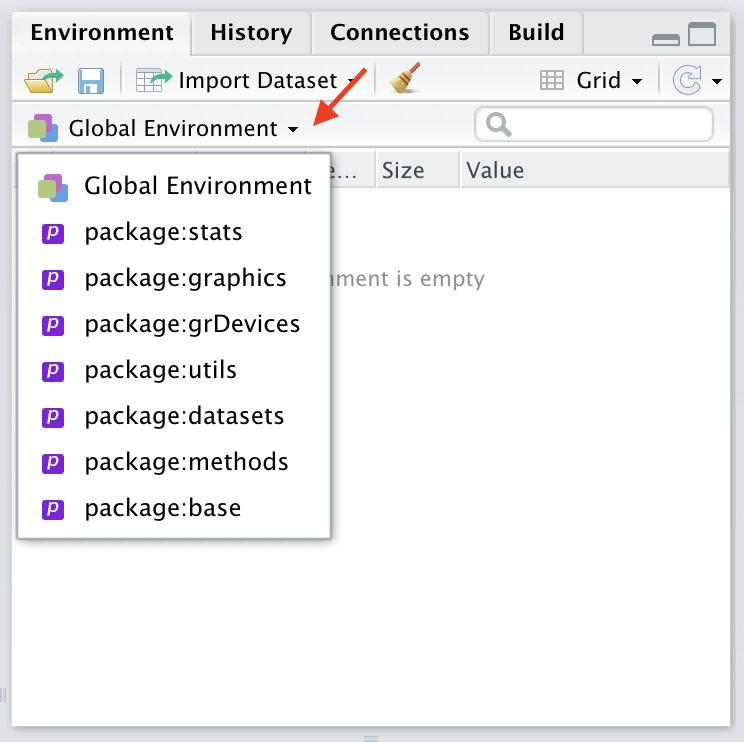 Environment History Connections Build
Import Dataset Grid
Global Environment
e... Size Value
Global Environment
package:stats
nment is empty
package:graphics
package:grDevices
package:utils
package:datasets
package:methods
package:base